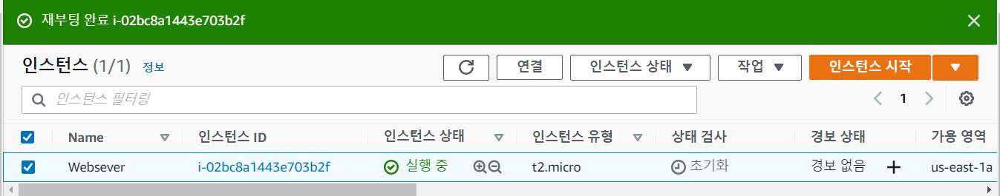 재부팅 완료 i-02bc8a1443e703b2f
인스턴스 (1/1) 정보 연결 인스턴스 상태 작업 인스턴스 시작
인스턴스 필터링 1
Name 인스턴스 ID 인스턴스 상태 인스턴스 유형 상태 검사 경보 상태 가용 영역
Websever i-02bc8a1443e703b2f 실행 중 t2.micro 초기화 경보 없음 us-east-1a